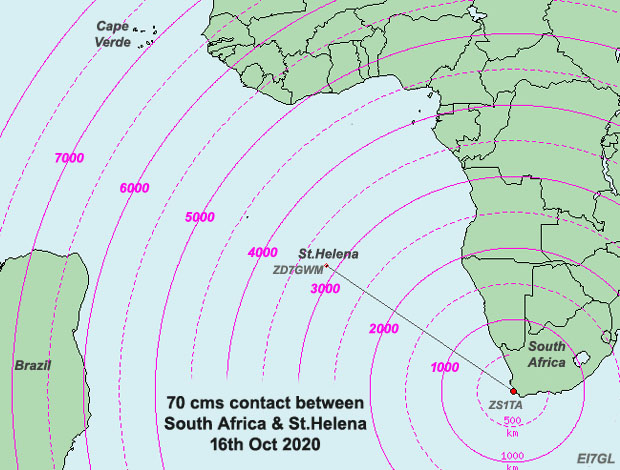 Cape
Verde
7000
6000
5000
4000
St.Helena
ZD7GWM
3000
2000
1000
South
Africa
Brazil
ZS1TA
500
km
1000
km
70 cms contact between
South Africa & St.Helena
16th Oct 2020
EI7GL